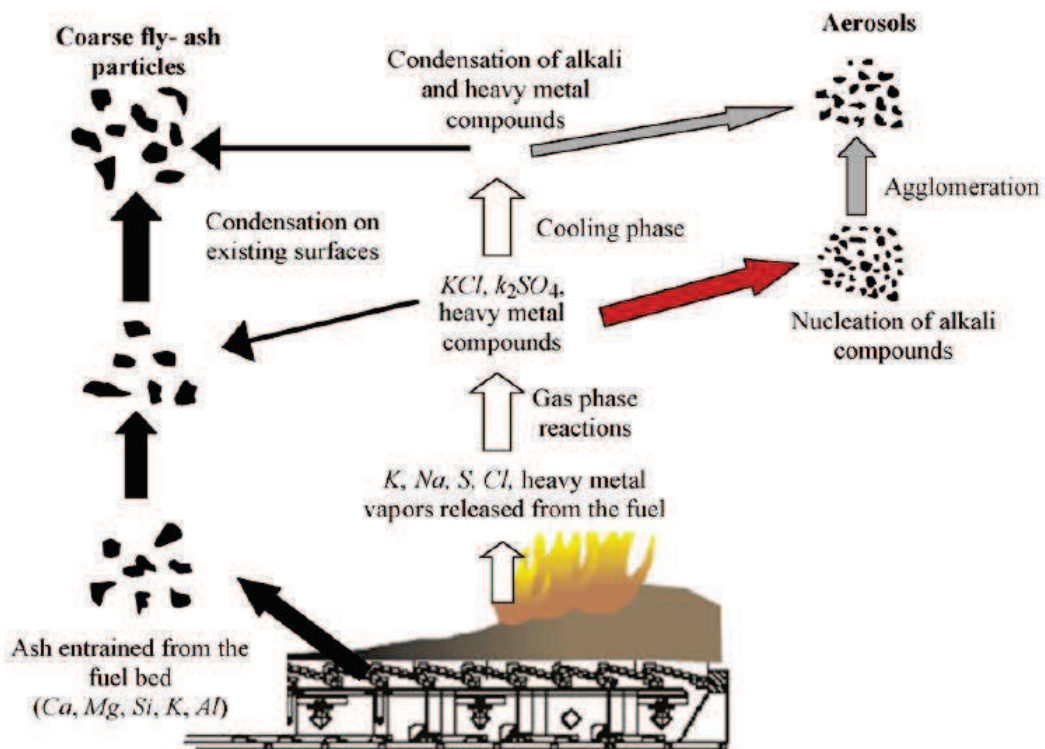 Coarse fly- ash
particles
Condensation of alkali
and heavy metal
compounds
Aerosols
Agglomeration
Condensation on
existing surfaces
Cooling phase
KCl, k₂SO₄,
heavy metal
compounds
Nucleation of alkali
compounds
Gas phase
reactions
K, Na, S, Cl, heavy metal
vapors released from the fuel
Ash entrained from the
fuel bed
(Ca, Mg, Si, K, Al)